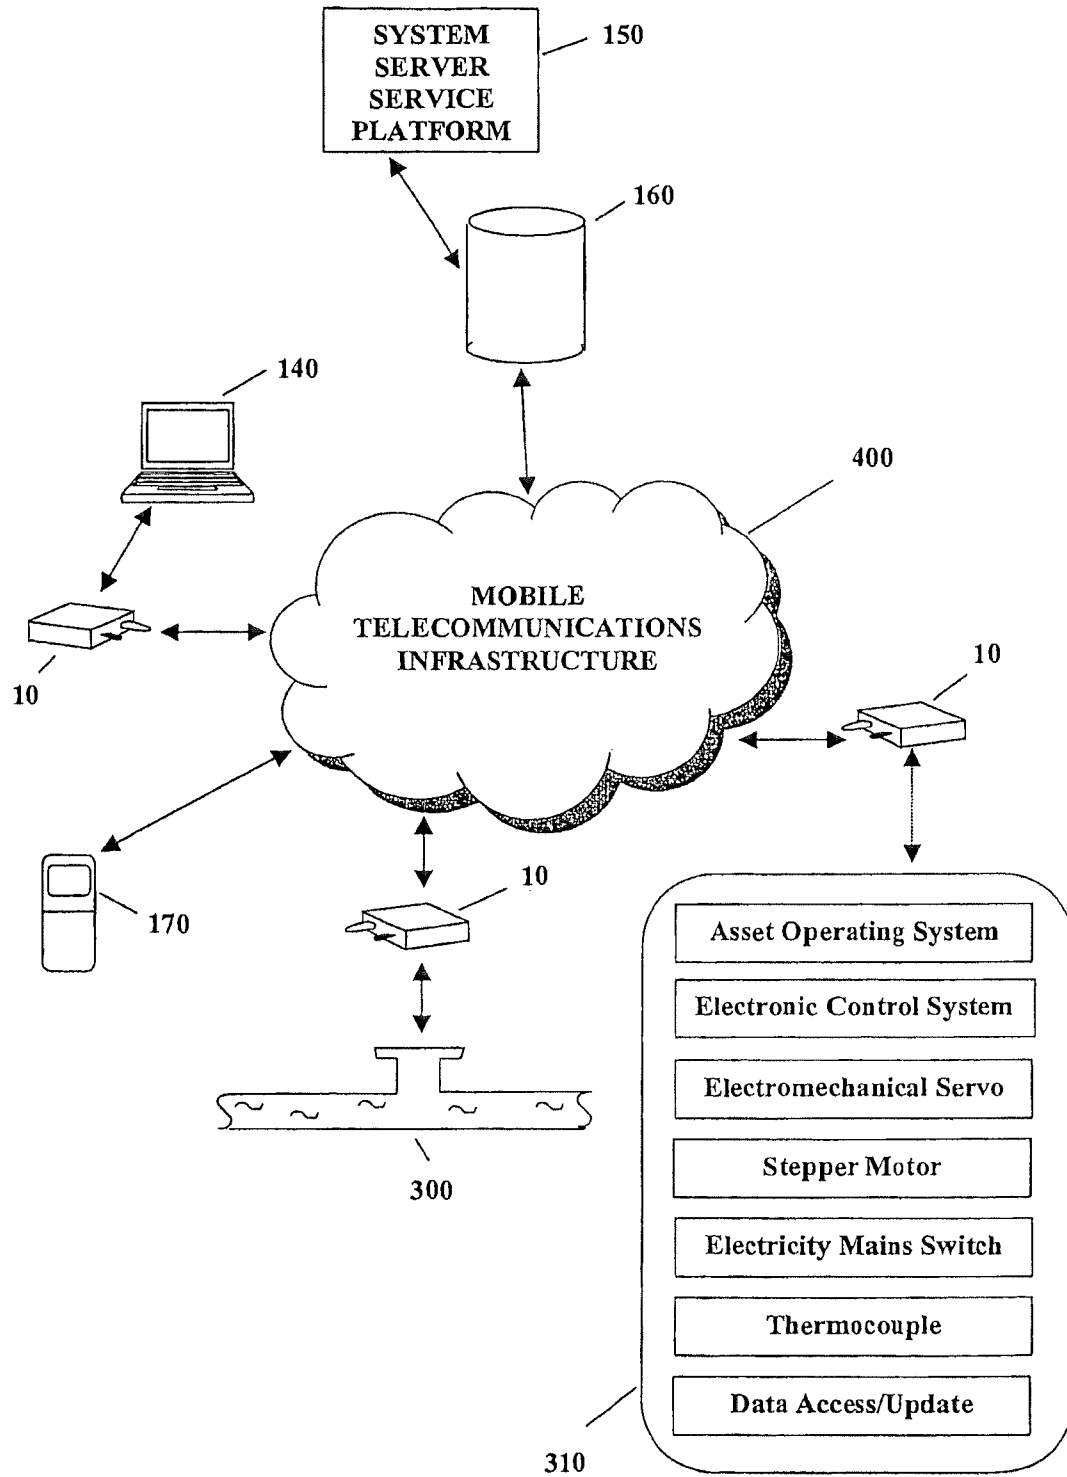 SYSTEM
SERVER
SERVICE
PLATFORM
150
160
140
400
MOBILE
TELECOMMUNICATIONS
INFRASTRUCTURE
10
10
10
170
300
Asset Operating System
Electronic Control System
Electromechanical Servo
Stepper Motor
Electricity Mains Switch
Thermocouple
Data Access/Update
310